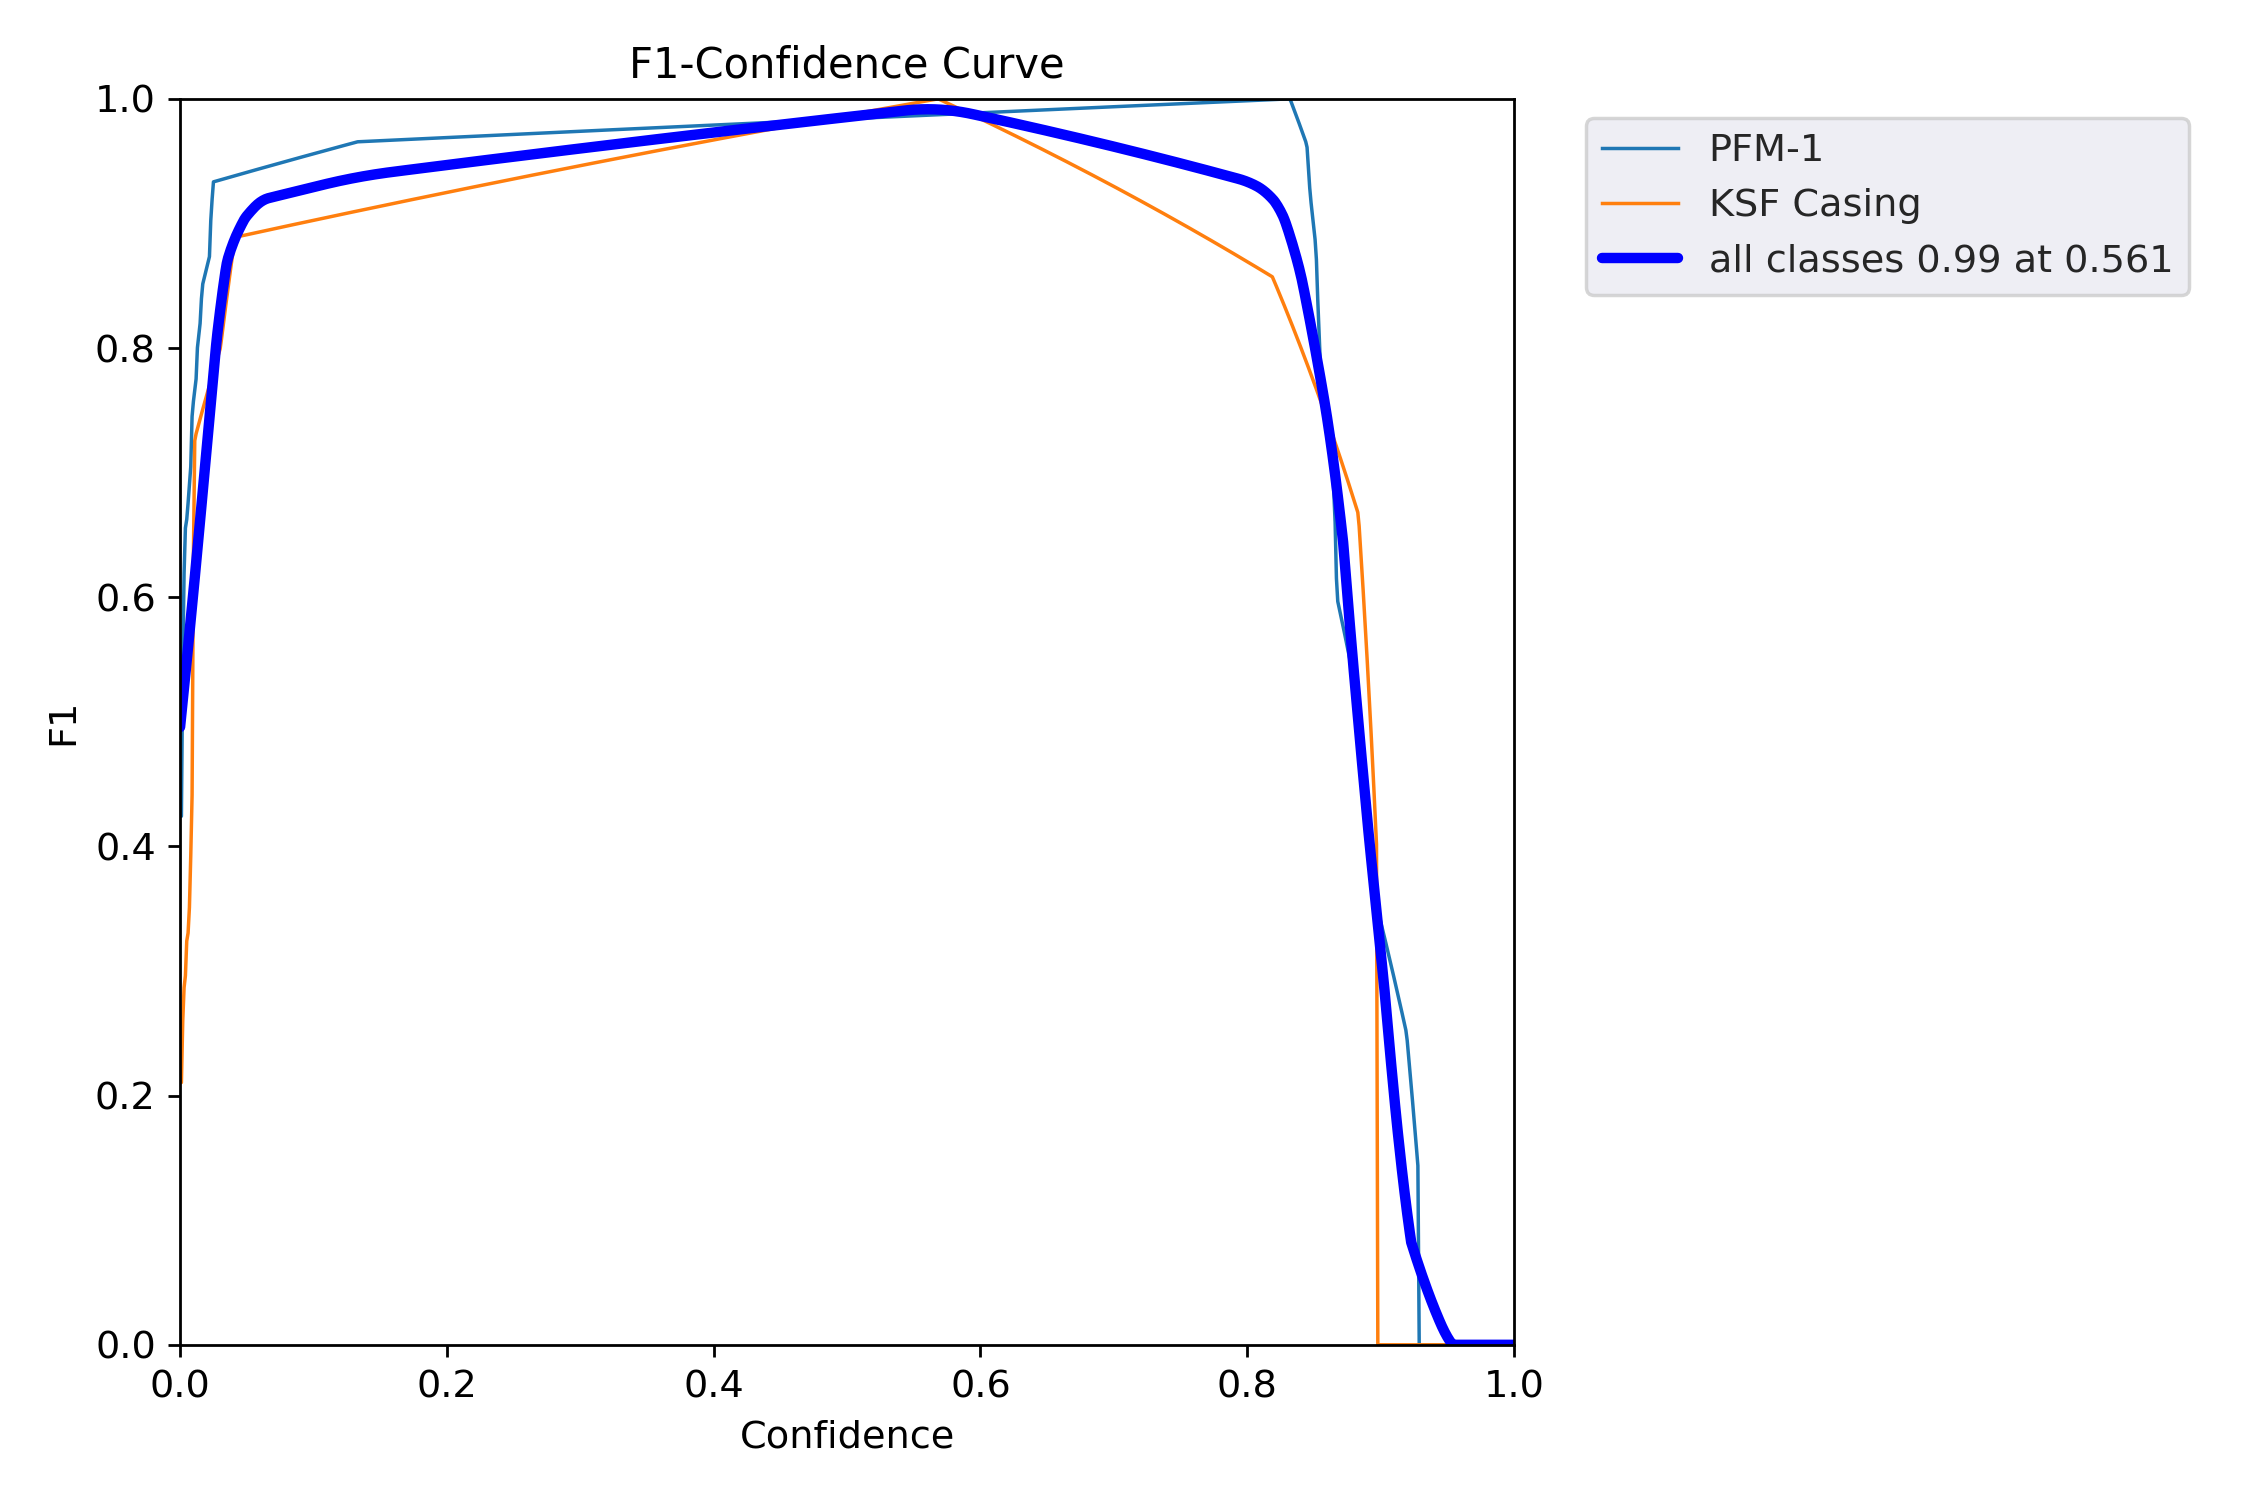 F1-Confidence Curve
1.0
0.8
0.6
0.4
0.2
0.0
F1
0.0 0.2 0.4 0.6 0.8 1.0
Confidence
PFM-1
KSF Casing
all classes 0.99 at 0.561